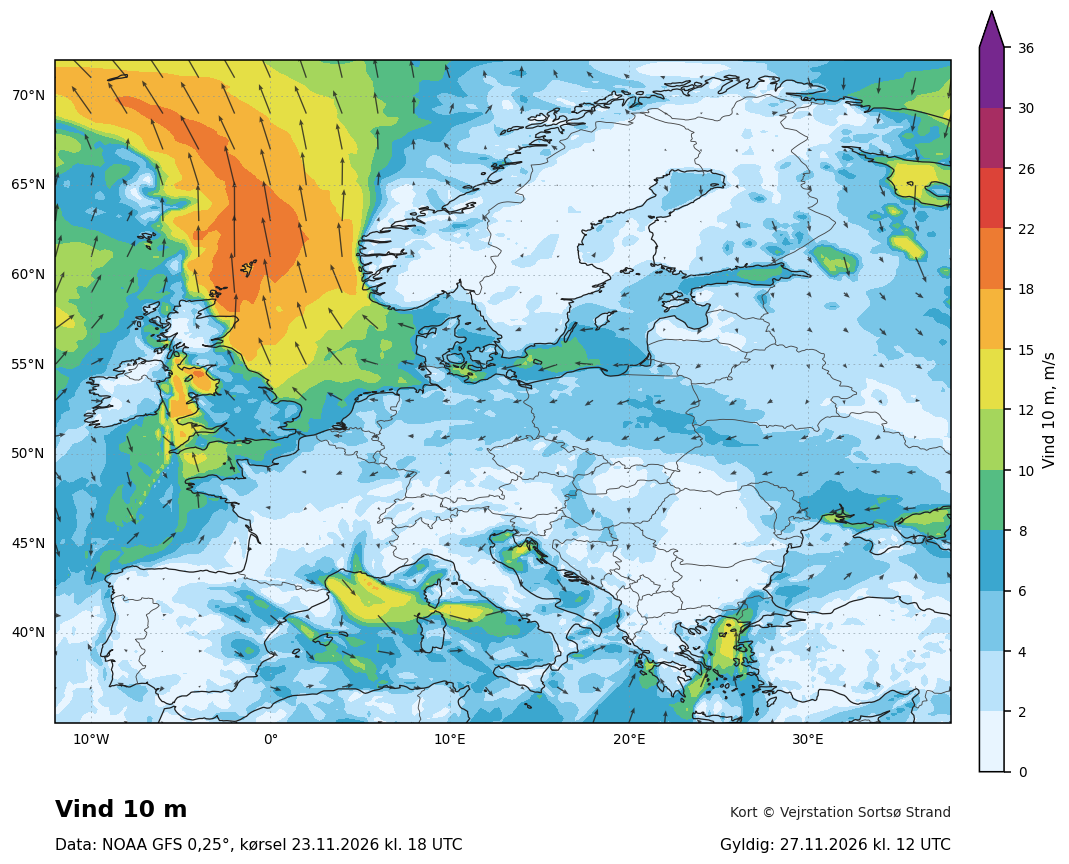 70°N
65°N
60°N
55°N
50°N
45°N
40°N
10°W
0°
10°E
20°E
30°E
36
30
26
22
18
15
12
10
8
6
4
2
0
Vind 10 m, m/s
Vind 10 m
Kort © Vejrstation Sortsø Strand
Data: NOAA GFS 0,25°, kørsel 23.11.2026 kl. 18 UTC
Gyldig: 27.11.2026 kl. 12 UTC